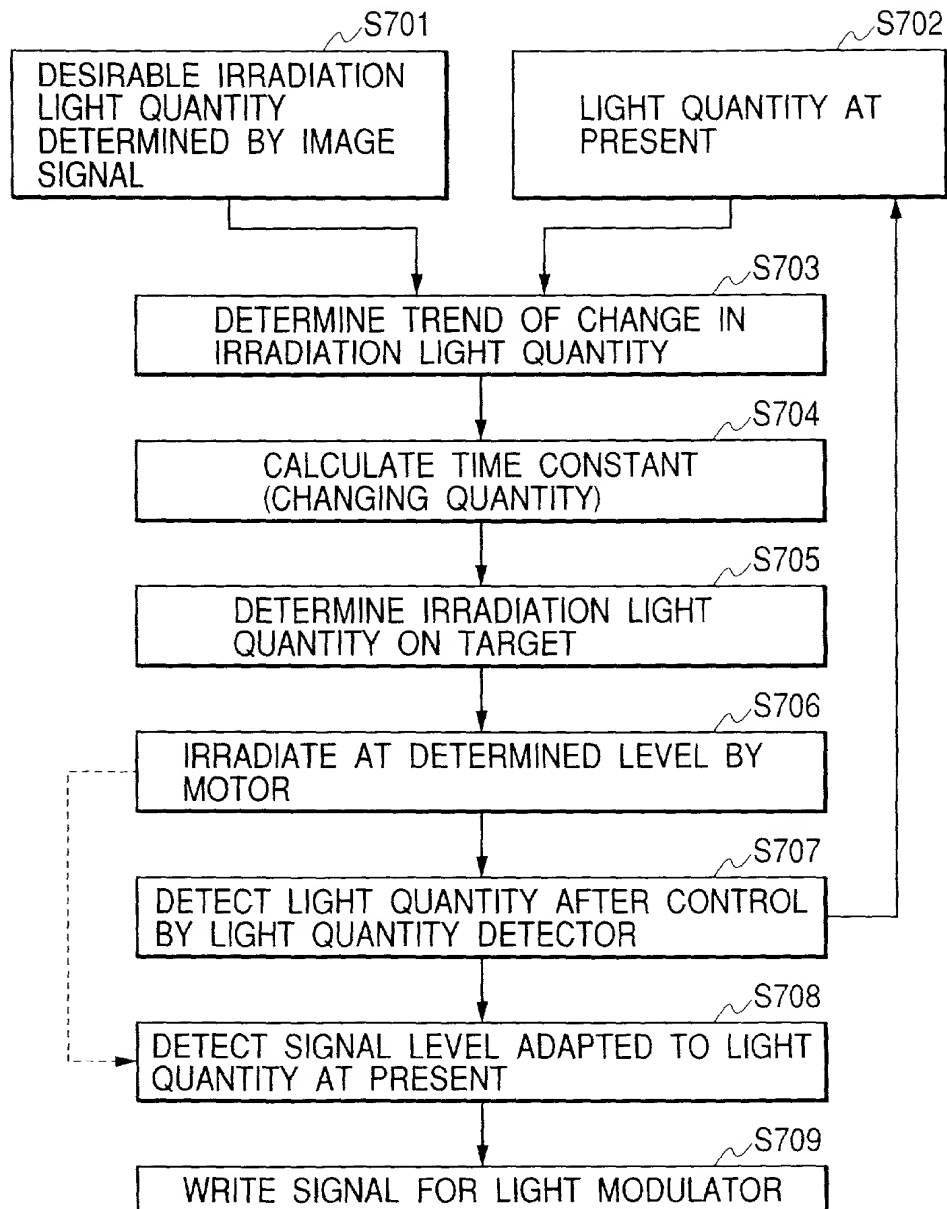 S701
DESIRABLE IRRADIATION
LIGHT QUANTITY
DETERMINED BY IMAGE
SIGNAL
S702
LIGHT QUANTITY AT
PRESENT
S703
DETERMINE TREND OF CHANGE IN
IRRADIATION LIGHT QUANTITY
S704
CALCULATE TIME CONSTANT
(CHANGING QUANTITY)
S705
DETERMINE IRRADIATION LIGHT
QUANTITY ON TARGET
S706
IRRADIATE AT DETERMINED LEVEL BY
MOTOR
S707
DETECT LIGHT QUANTITY AFTER CONTROL
BY LIGHT QUANTITY DETECTOR
S708
DETECT SIGNAL LEVEL ADAPTED TO LIGHT
QUANTITY AT PRESENT
S709
WRITE SIGNAL FOR LIGHT MODULATOR